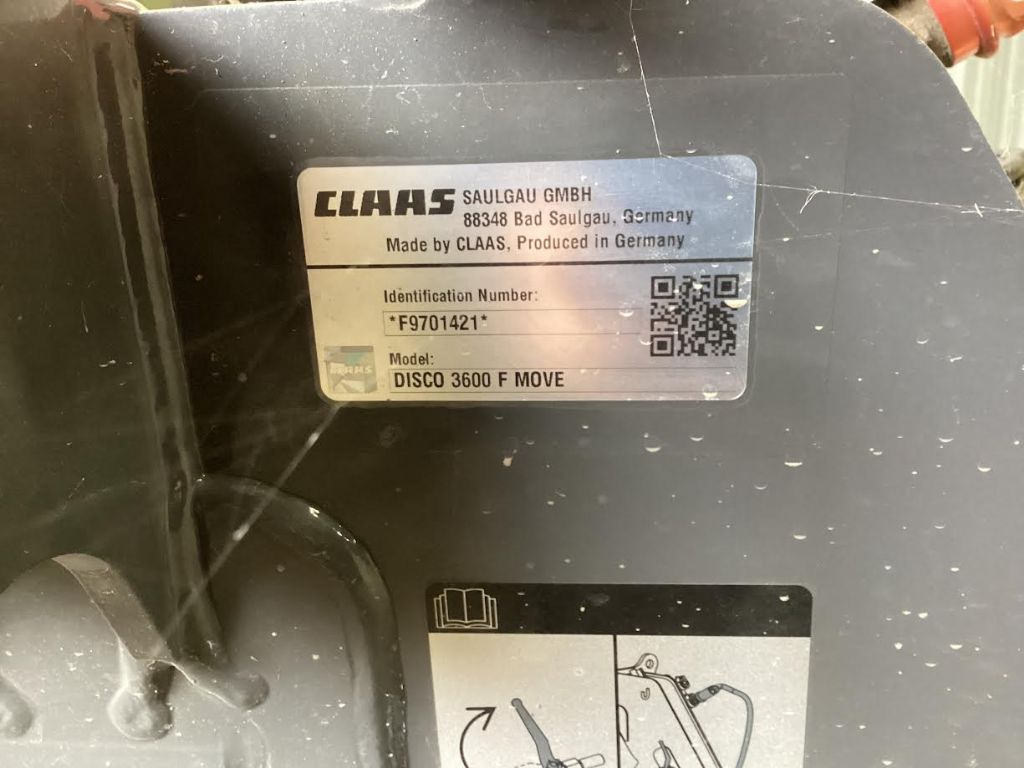 CLAAS SAULGAU GMBH
88348 Bad Saulgau, Germany
Made by CLAAS, Produced in Germany
Identification Number:
*F9701421*
CLAAS
Model:
DISCO 3600 F MOVE